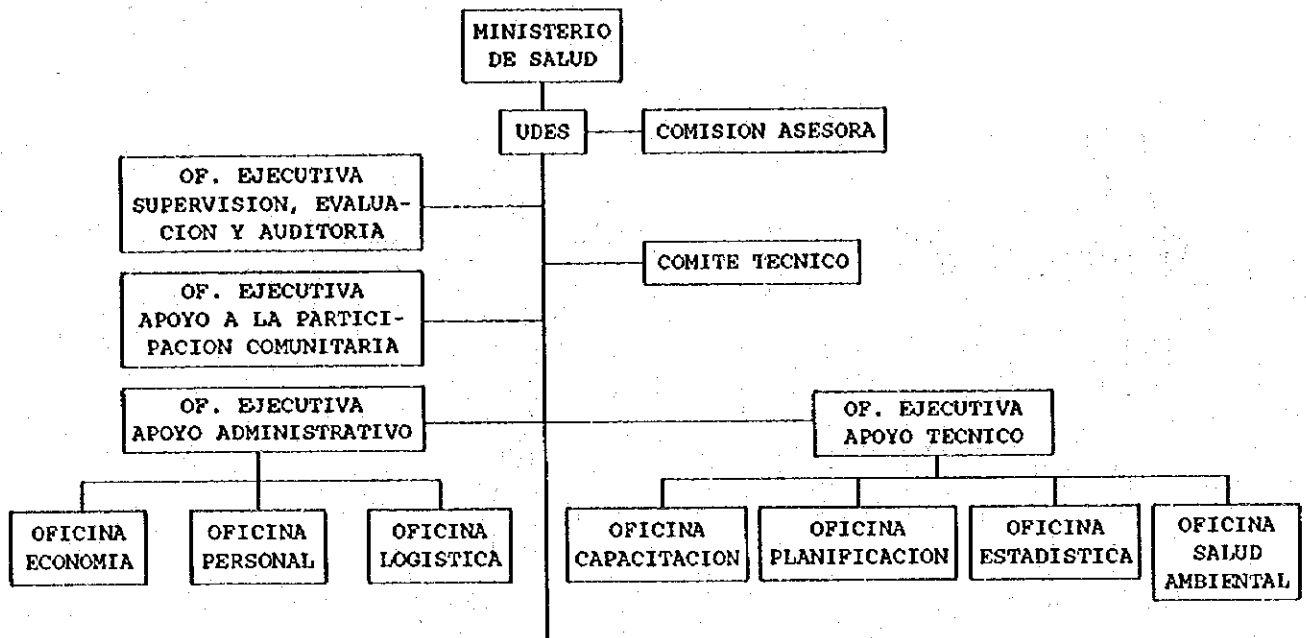 MINISTERIO
DE SALUD
UDES
COMISION ASESORA
OF. EJECUTIVA
SUPERVISION, EVALUA-
CION Y AUDITORIA
COMITE TECNICO
OF. EJECUTIVA
APOYO A LA PARTICI-
PACION COMUNITARIA
OF. EJECUTIVA
APOYO ADMINISTRATIVO
OF. EJECUTIVA
APOYO TECNICO
OFICINA
ECONOMIA
OFICINA
PERSONAL
OFICINA
LOGISTICA
OFICINA
CAPACITACION
OFICINA
PLANIFICACION
OFICINA
ESTADISTICA
OFICINA
SALUD
AMBIENTAL